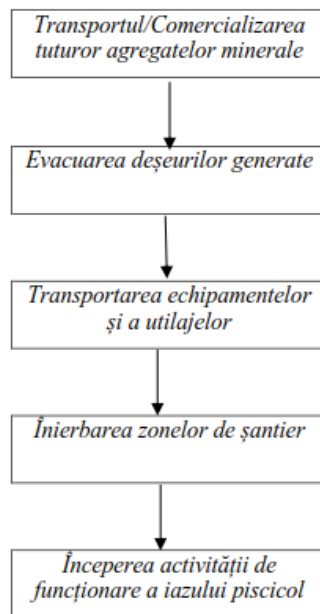 Transportul/Comercializarea
tuturor agregatelor minerale
Evacuarea deșeurilor generate
Transportarea echipamentelor
și a utilajelor
Înierbarea zonelor de șantier
Începerea activității de
funcționare a iazului piscicol